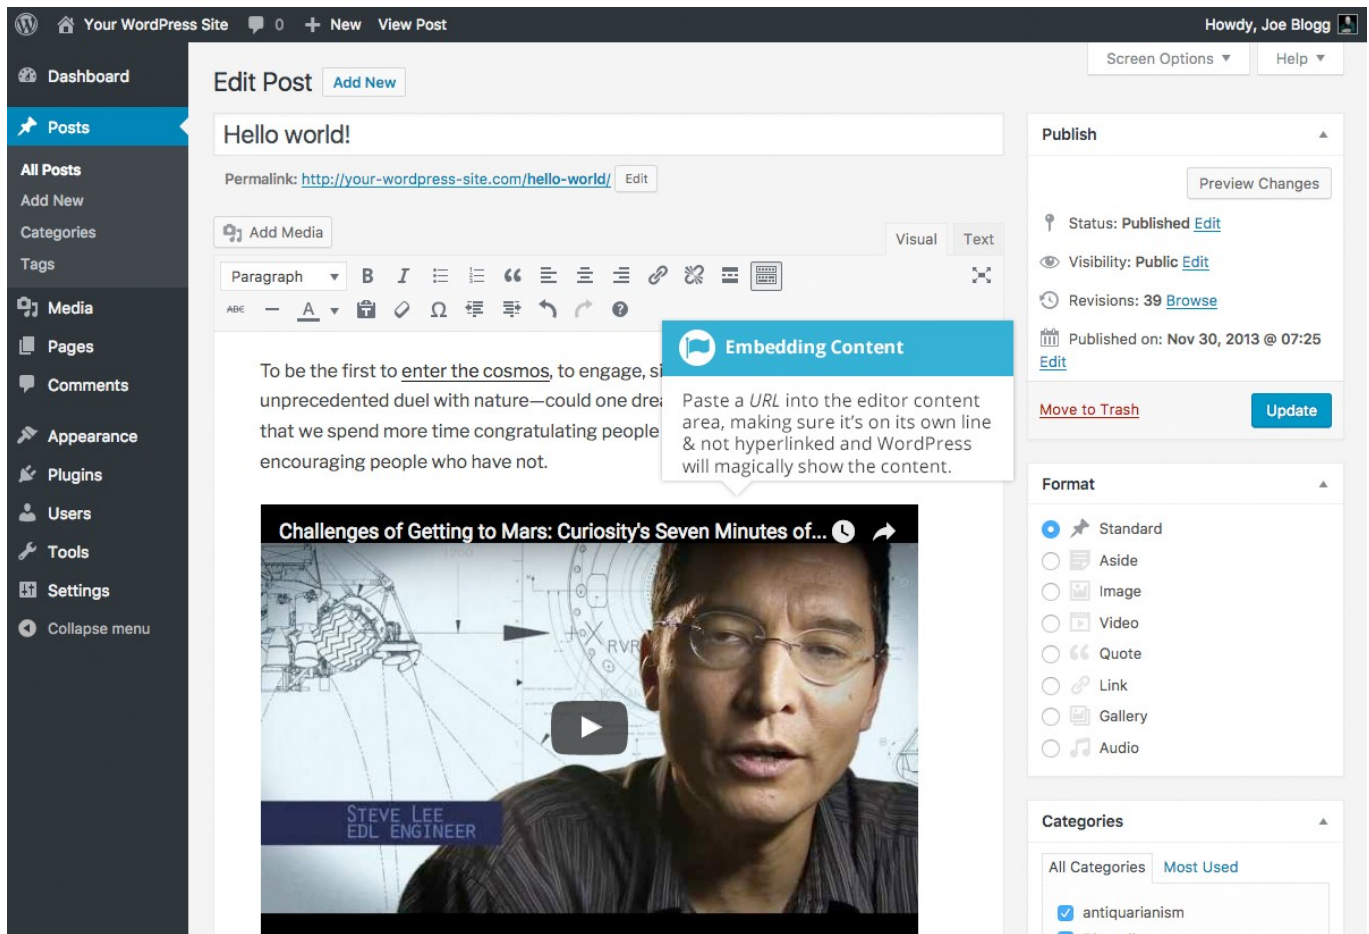 Your WordPress Site
0
New
View Post
Howdy, Joe Blogg
Dashboard
Posts
All Posts
Add New
Categories
Tags
Media
Pages
Comments
Appearance
Plugins
Users
Tools
Settings
Collapse menu
Screen Options
Help
Edit Post
Add New
Hello world!
Permalink: http://your-wordpress-site.com/hello-world/
Edit
Add Media
Visual
Text
Paragraph
B
I
ABE
A
Ω
To be the first to enter the cosmos, to engage, si
unprecedented duel with nature—could one drea
that we spend more time congratulating people
encouraging people who have not.
Embedding Content
Paste a URL into the editor content
area, making sure it's on its own line
& not hyperlinked and WordPress
will magically show the content.
Challenges of Getting to Mars: Curiosity's Seven Minutes of...
1200
RVR
STEVE LEE
EDL ENGINEER
Publish
Preview Changes
Status: Published Edit
Visibility: Public Edit
Revisions: 39 Browse
Published on: Nov 30, 2013 @ 07:25
Edit
Move to Trash
Update
Format
Standard
Aside
Image
Video
Quote
Link
Gallery
Audio
Categories
All Categories
Most Used
antiquarianism